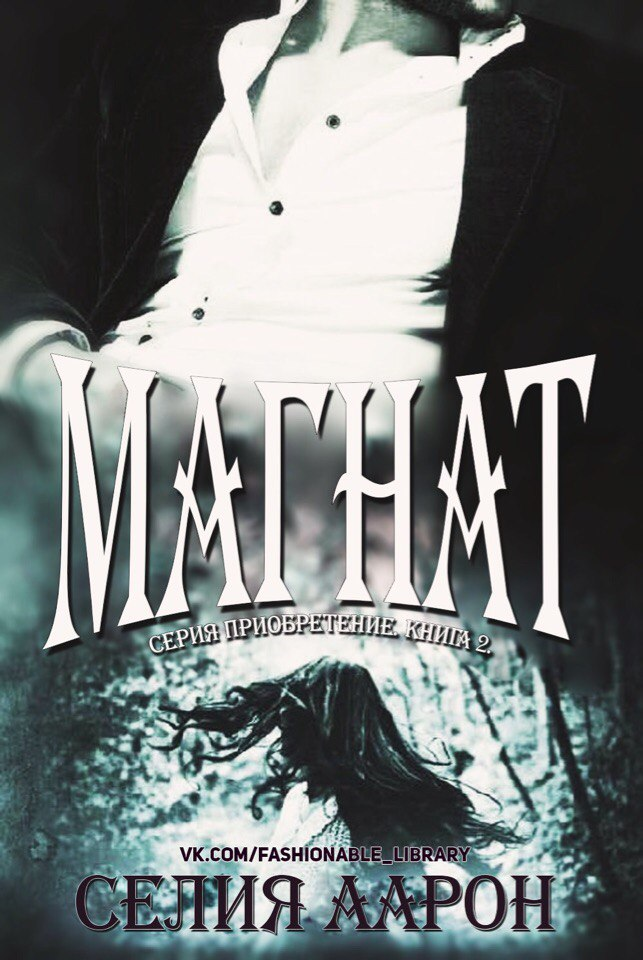 МАГНАТ
СЕРИЯ ПРИОБРЕТЕНИЕ. КНИГА 2.
VK.COM/FASHIONABLE_LIBRARY
СЕЛИЯ ААРОН